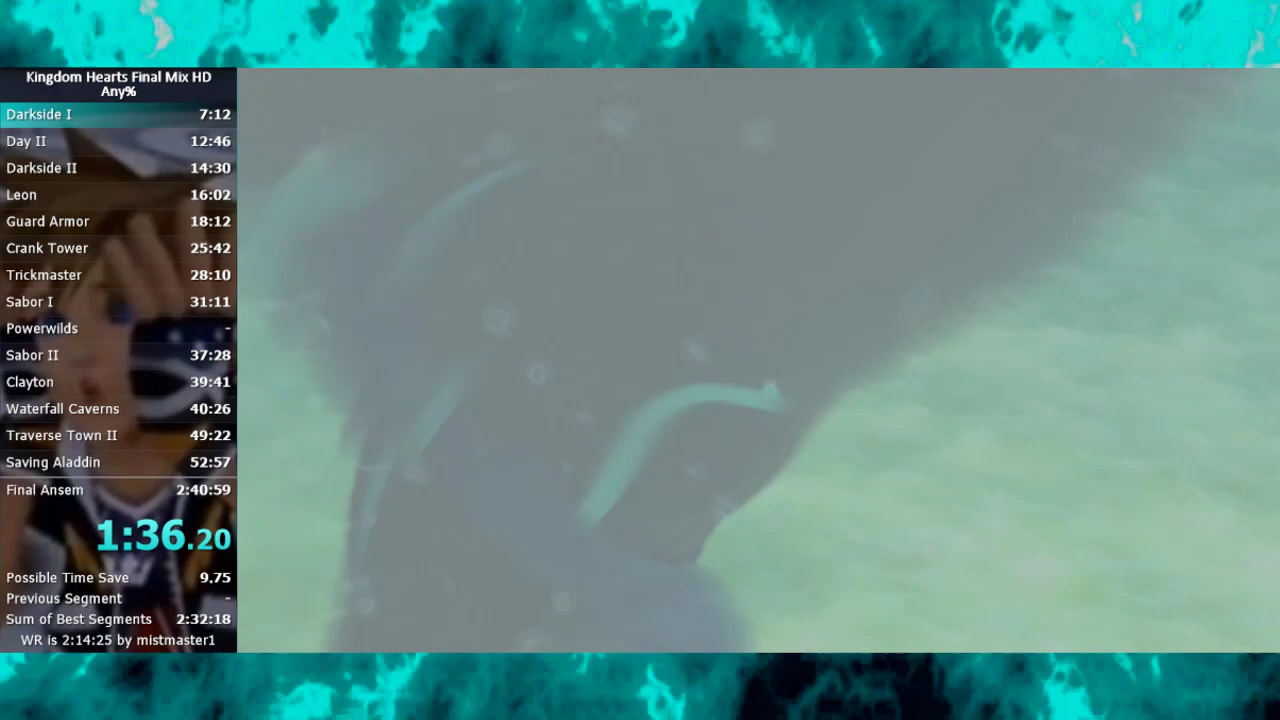 Kingdom Hearts Final Mix HD
Any%
Darkside I 7:12
Day II 12:46
Darkside II 14:30
Leon 16:02
Guard Armor 18:12
Crank Tower 25:42
Trickmaster 28:10
Sabor I 31:11
Powerwilds -
Sabor II 37:28
Clayton 39:41
Waterfall Caverns 40:26
Traverse Town II 49:22
Saving Aladdin 52:57
Final Ansem 2:40:59
1:36.20
Possible Time Save 9.75
Previous Segment -
Sum of Best Segments 2:32:18
WR is 2:14:25 by mistmaster1